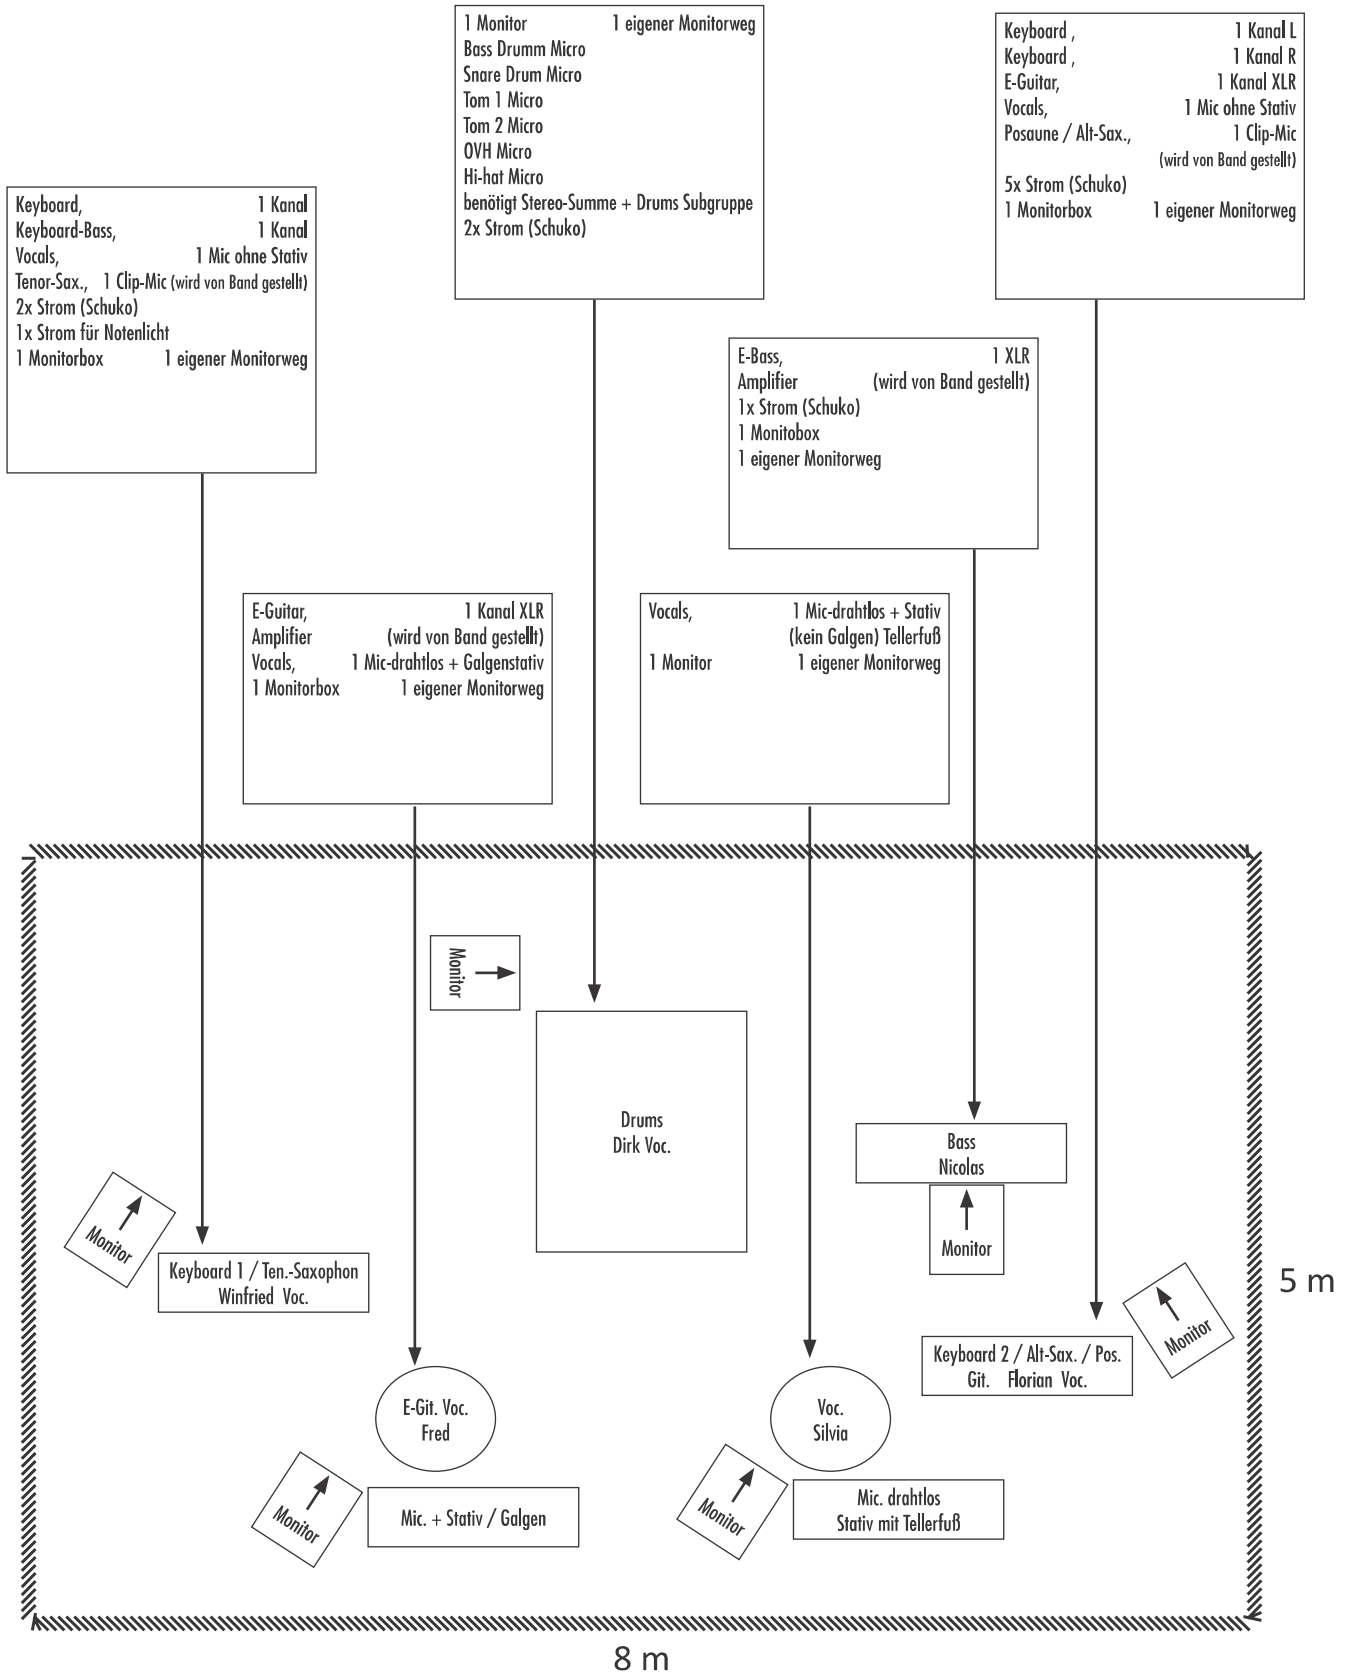 1 Monitor 1 eigener Monitorweg
Bass Drumm Micro
Snare Drum Micro
Tom 1 Micro
Tom 2 Micro
OVH Micro
Hi-hat Micro
benötigt Stereo-Summe + Drums Subgruppe
2x Strom (Schuko)
Keyboard , 1 Kanal L
Keyboard , 1 Kanal R
E-Guitar, 1 Kanal XLR
Vocals, 1 Mic ohne Stativ
Posaune / Alt-Sax., 1 Clip-Mic
(wird von Band gestellt)
5x Strom (Schuko)
1 Monitorbox 1 eigener Monitorweg
Keyboard, 1 Kanal
Keyboard-Bass, 1 Kanal
Vocals, 1 Mic ohne Stativ
Tenor-Sax., 1 Clip-Mic (wird von Band gestellt)
2x Strom (Schuko)
1x Strom für Notenlicht
1 Monitorbox 1 eigener Monitorweg
E-Bass, 1 XLR
Amplifier (wird von Band gestellt)
1x Strom (Schuko)
1 Monitobox
1 eigener Monitorweg
E-Guitar, 1 Kanal XLR
Amplifier (wird von Band gestellt)
Vocals, 1 Mic-drahtlos + Galgenstativ
1 Monitorbox 1 eigener Monitorweg
Vocals, 1 Mic-drahtlos + Stativ
(kein Galgen) Tellerfuß
1 Monitor 1 eigener Monitorweg
Monitor
Drums
Dirk Voc.
Bass
Nicolas
Monitor
Monitor
Keyboard 1 / Ten.-Saxophon
Winfried Voc.
Monitor
Keyboard 2 / Alt-Sax. / Pos.
Git. Florian Voc.
5 m
E-Git. Voc.
Fred
Voc.
Silvia
Monitor
Mic. + Stativ / Galgen
Monitor
Mic. drahtlos
Stativ mit Tellerfuß
8 m